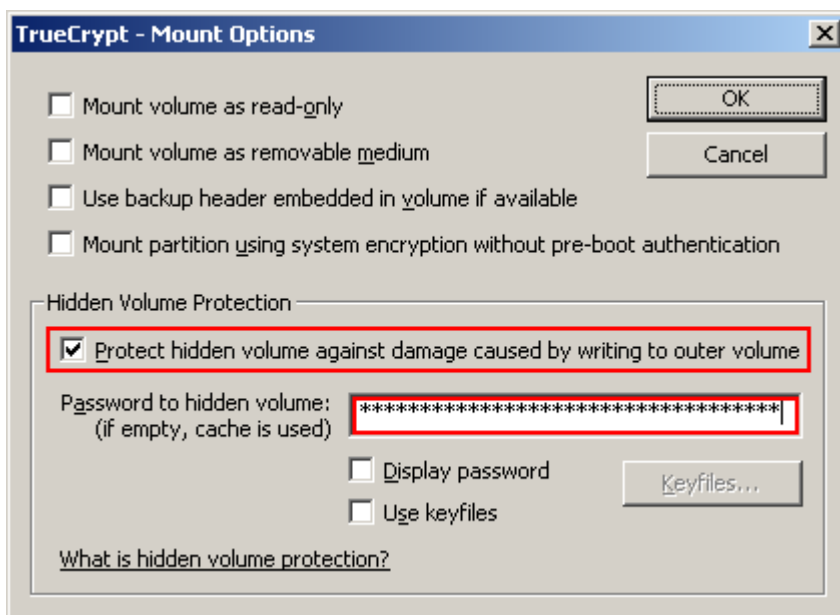 TrueCrypt - Mount Options
Mount volume as read-only
OK
Mount volume as removable medium
Cancel
Use backup header embedded in volume if available
Mount partition using system encryption without pre-boot authentication
Hidden Volume Protection
Protect hidden volume against damage caused by writing to outer volume
Password to hidden volume:
(if empty, cache is used)
***********************************
Display password
Keyfiles...
Use keyfiles
What is hidden volume protection?